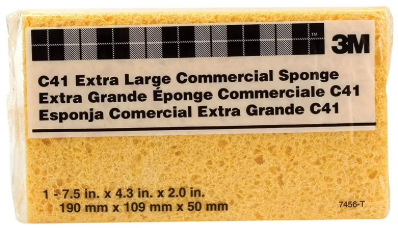 3M
C41 Extra Large Commercial Sponge
Extra Grande Éponge Commerciale C41
Esponja Comercial Extra Grande C41
1 - 7.5 in. x 4.3 in. x 2.0 in.
190 mm x 109 mm x 50 mm
7456-T